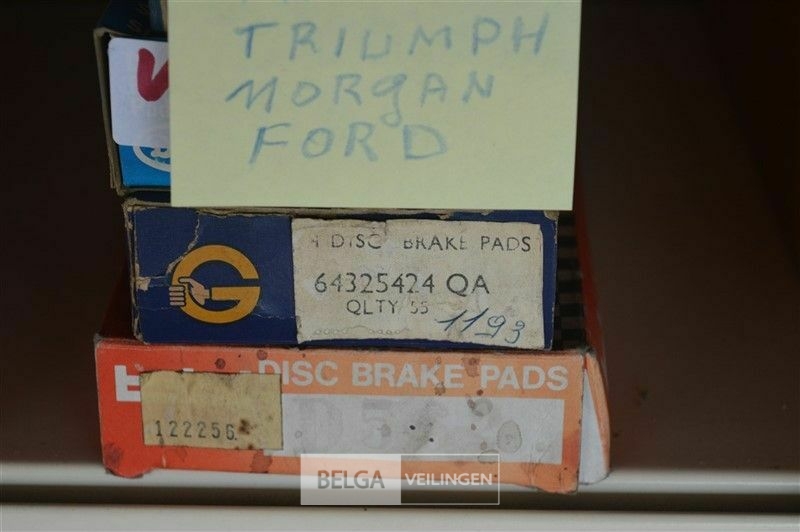 TRIUMPH
MORGAN
FORD
G
4 DISC BRAKE PADS
64325424 QA
QLTY 55
1193
DISC BRAKE PADS
122256
BELGA VEILINGEN